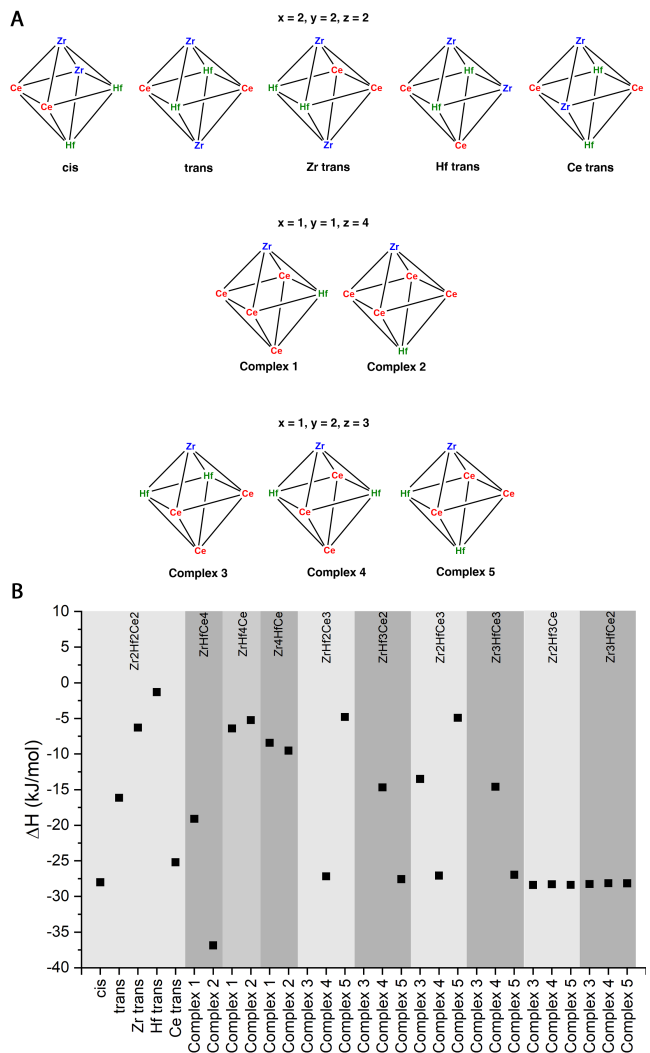 A
x = 2, y = 2, z = 2
Zr Zr Zr Zr Zr
Zr Hf Ce Hf Hf
Ce Hf Ce Ce Hf Ce Ce Zr Ce Ce
Ce Hf Hf Hf Zr
Hf Zr Zr Ce Hf
cis trans Zr trans Hf trans Ce trans
x = 1, y = 1, z = 4
Zr Zr
Ce Ce
Ce Hf Ce Ce
Ce Ce
Ce Hf
Complex 1 Complex 2
x = 1, y = 2, z = 3
Zr Zr Zr
Hf Ce Ce
Hf Ce Hf Hf Hf Ce
Ce Ce Ce
Ce Ce Hf
Complex 3 Complex 4 Complex 5
B
Zr2Hf2Ce2
ZrHfCe4
ZrHf4Ce
Zr4HfCe
ZrHf2Ce3
ZrHf3Ce2
Zr2HfCe3
Zr3HfCe3
Zr2Hf3Ce
Zr3HfCe2
10
5
0
-5
-10
-15
-20
-25
-30
-35
-40
ΔH (kJ/mol)
cis
trans
Zr trans
Hf trans
Ce trans
Complex 1
Complex 2
Complex 1
Complex 2
Complex 1
Complex 2
Complex 3
Complex 4
Complex 5
Complex 3
Complex 4
Complex 5
Complex 3
Complex 4
Complex 5
Complex 3
Complex 4
Complex 5
Complex 3
Complex 4
Complex 5
Complex 3
Complex 4
Complex 5